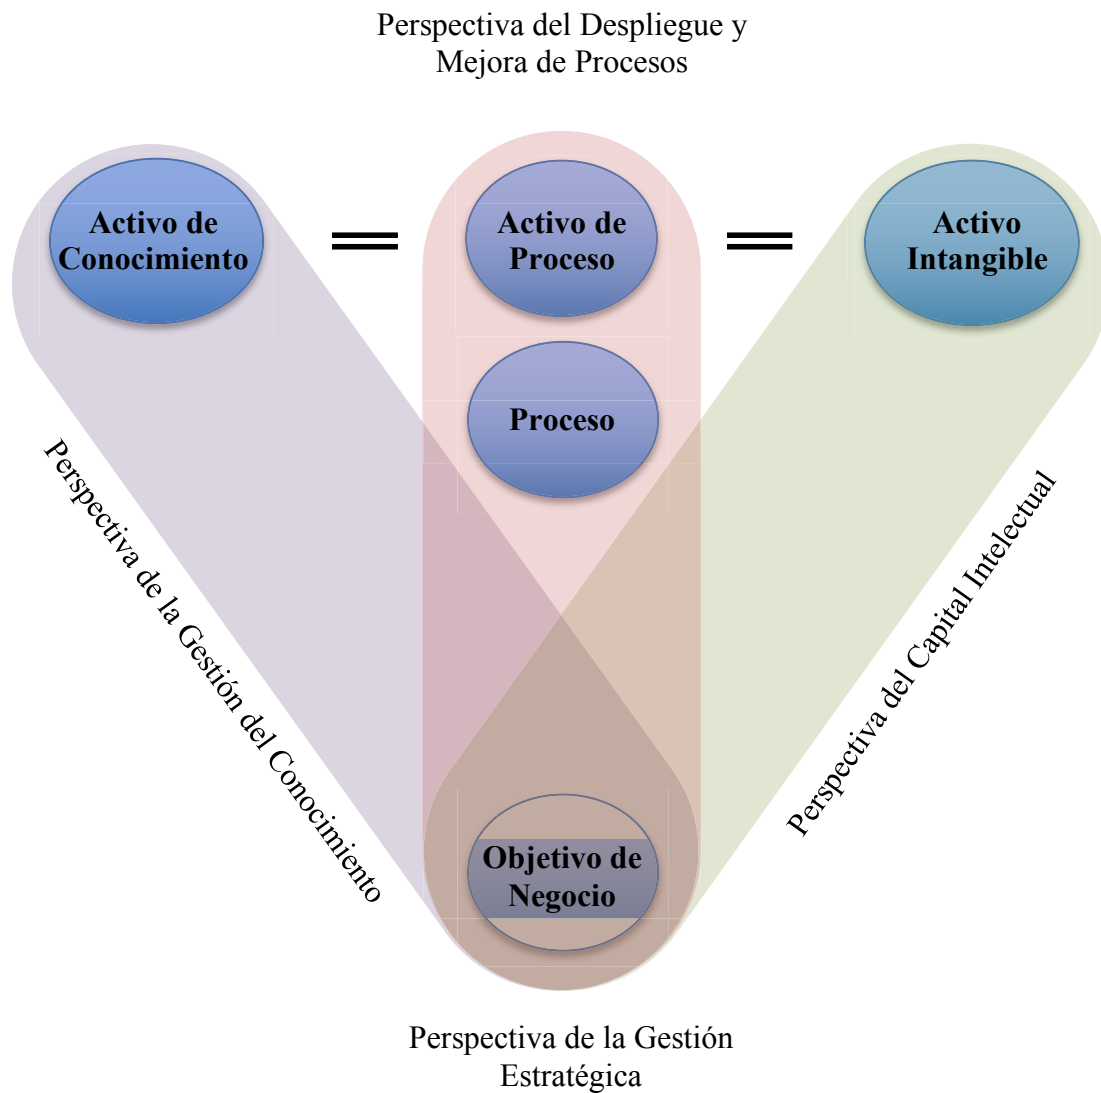 Perspectiva del Despliegue y
Mejora de Procesos
Activo de
Conocimiento
Activo de
Proceso
Activo
Intangible
Proceso
Perspectiva de la Gestión del Conocimiento
Perspectiva del Capital Intelectual
Objetivo de
Negocio
Perspectiva de la Gestión
Estratégica